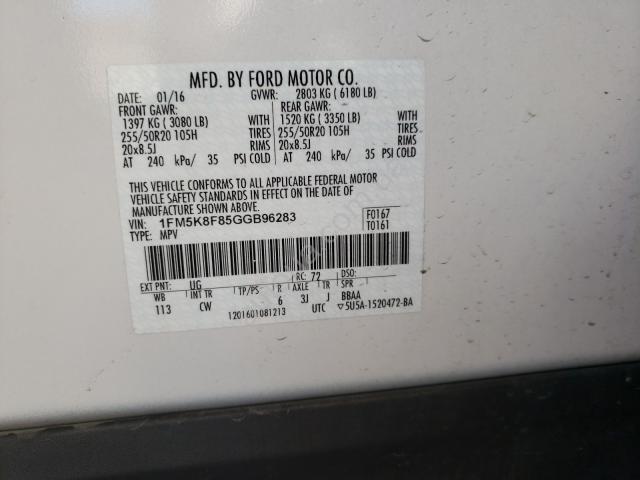 MFD. BY FORD MOTOR CO.
DATE: 01/16 GVWR: 2803 KG ( 6180 LB)
FRONT GAWR: REAR GAWR:
1397 KG ( 3080 LB) WITH 1520 KG ( 3350 LB) WITH
255/50R20 105H TIRES 255/50R20 105H TIRES
20x8.5J RIMS 20x8.5J RIMS
AT 240 kPa/ 35 PSI COLD AT 240 kPa/ 35 PSI COLD
THIS VEHICLE CONFORMS TO ALL APPLICABLE FEDERAL MOTOR
VEHICLE SAFETY STANDARDS IN EFFECT ON THE DATE OF
MANUFACTURE SHOWN ABOVE.
VIN: 1FM5K8F85GGB96283 F0167
TYPE: MPV T0161
EXT PNT: UG RC: 72 DSO:
WB INT TR TP/PS R AXLE TR SPR
113 CW 6 3J J BBAA
1201601081213 UTC ▽5U5A-1520472-BA